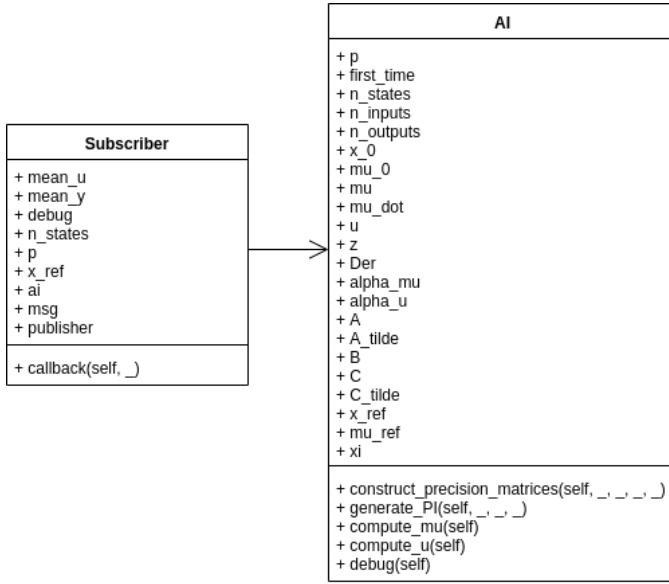 Subscriber
+ mean_u
+ mean_y
+ debug
+ n_states
+ p
+ x_ref
+ ai
+ msg
+ publisher
+ callback(self, _)
AI
+ p
+ first_time
+ n_states
+ n_inputs
+ n_outputs
+ x_0
+ mu_0
+ mu
+ mu_dot
+ u
+ z
+ Der
+ alpha_mu
+ alpha_u
+ A
+ A_tilde
+ B
+ C
+ C_tilde
+ x_ref
+ mu_ref
+ xi
+ construct_precision_matrices(self, _, _, _, _)
+ generate_PI(self, _, _, _)
+ compute_mu(self)
+ compute_u(self)
+ debug(self)